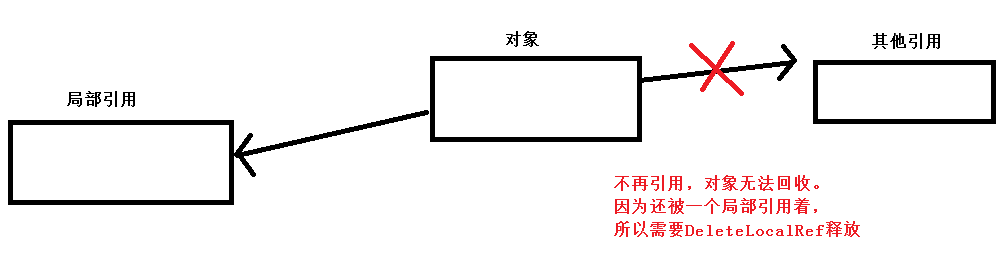 对象
其他引用
局部引用
不再引用，对象无法回收。
因为还被一个局部引用着，
所以需要DeleteLocalRef释放